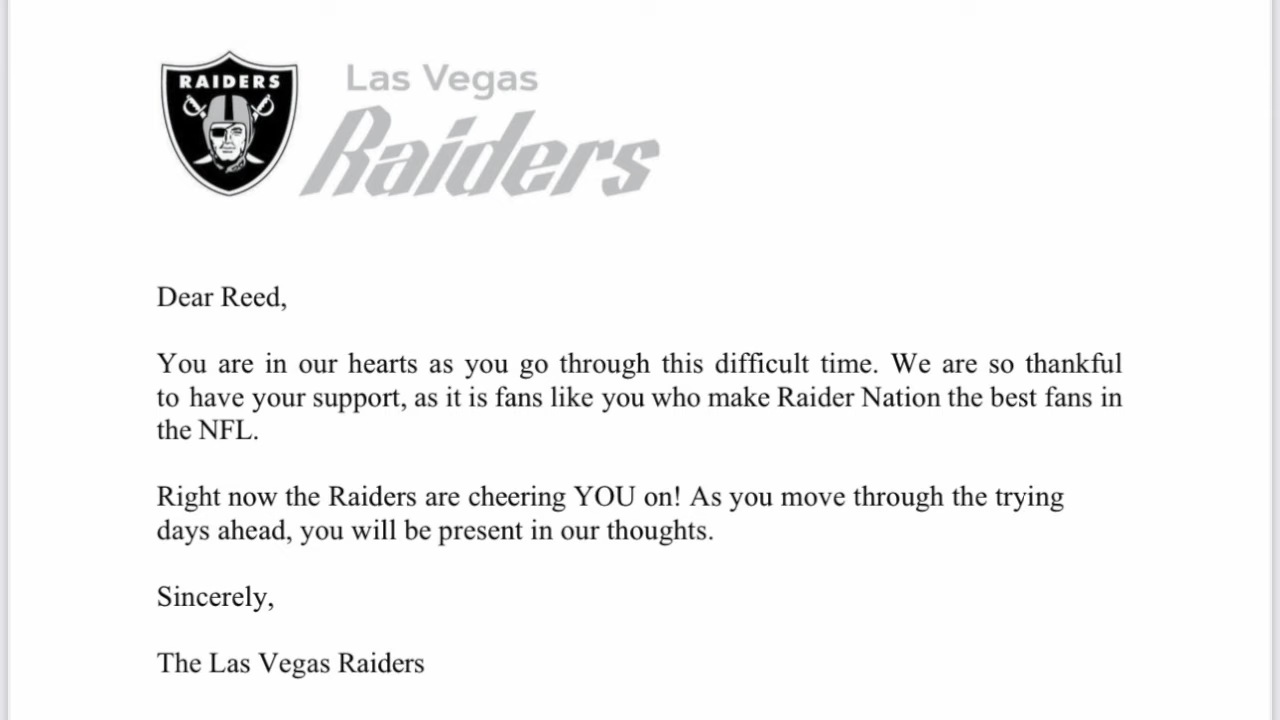 RAIDERS
Las Vegas
Raiders
Dear Reed,
You are in our hearts as you go through this difficult time. We are so thankful
to have your support, as it is fans like you who make Raider Nation the best fans in
the NFL.
Right now the Raiders are cheering YOU on! As you move through the trying
days ahead, you will be present in our thoughts.
Sincerely,
The Las Vegas Raiders